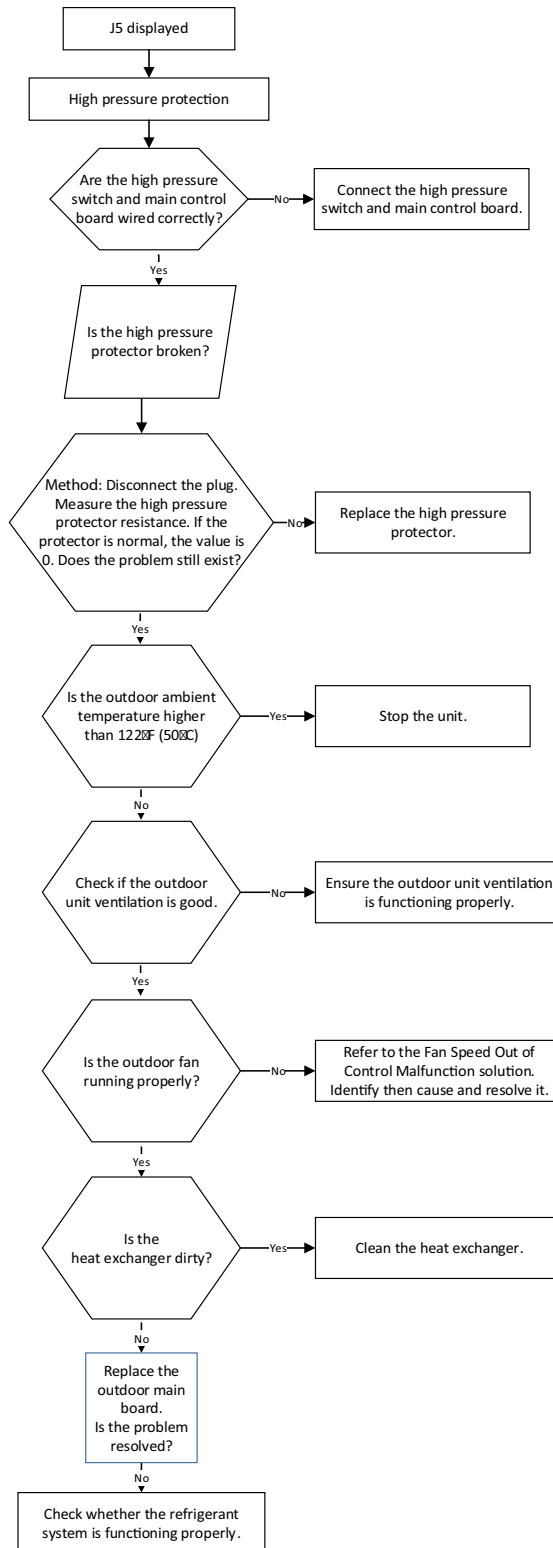 J5 displayed
High pressure protection
Are the high pressure
switch and main control
board wired correctly?
No
Connect the high pressure
switch and main control board.
Yes
Is the high pressure
protector broken?
Method: Disconnect the plug.
Measure the high pressure
protector resistance. If the
protector is normal, the value is
0. Does the problem still exist?
No
Replace the high pressure
protector.
Yes
Is the outdoor ambient
temperature higher
than 122▯F (50▯C)
Yes
Stop the unit.
No
Check if the outdoor
unit ventilation is good.
No
Ensure the outdoor unit ventilation
is functioning properly.
Yes
Is the outdoor fan
running properly?
No
Refer to the Fan Speed Out of
Control Malfunction solution.
Identify then cause and resolve it.
Yes
Is the
heat exchanger dirty?
Yes
Clean the heat exchanger.
No
Replace the
outdoor main
board.
Is the problem
resolved?
No
Check whether the refrigerant
system is functioning properly.